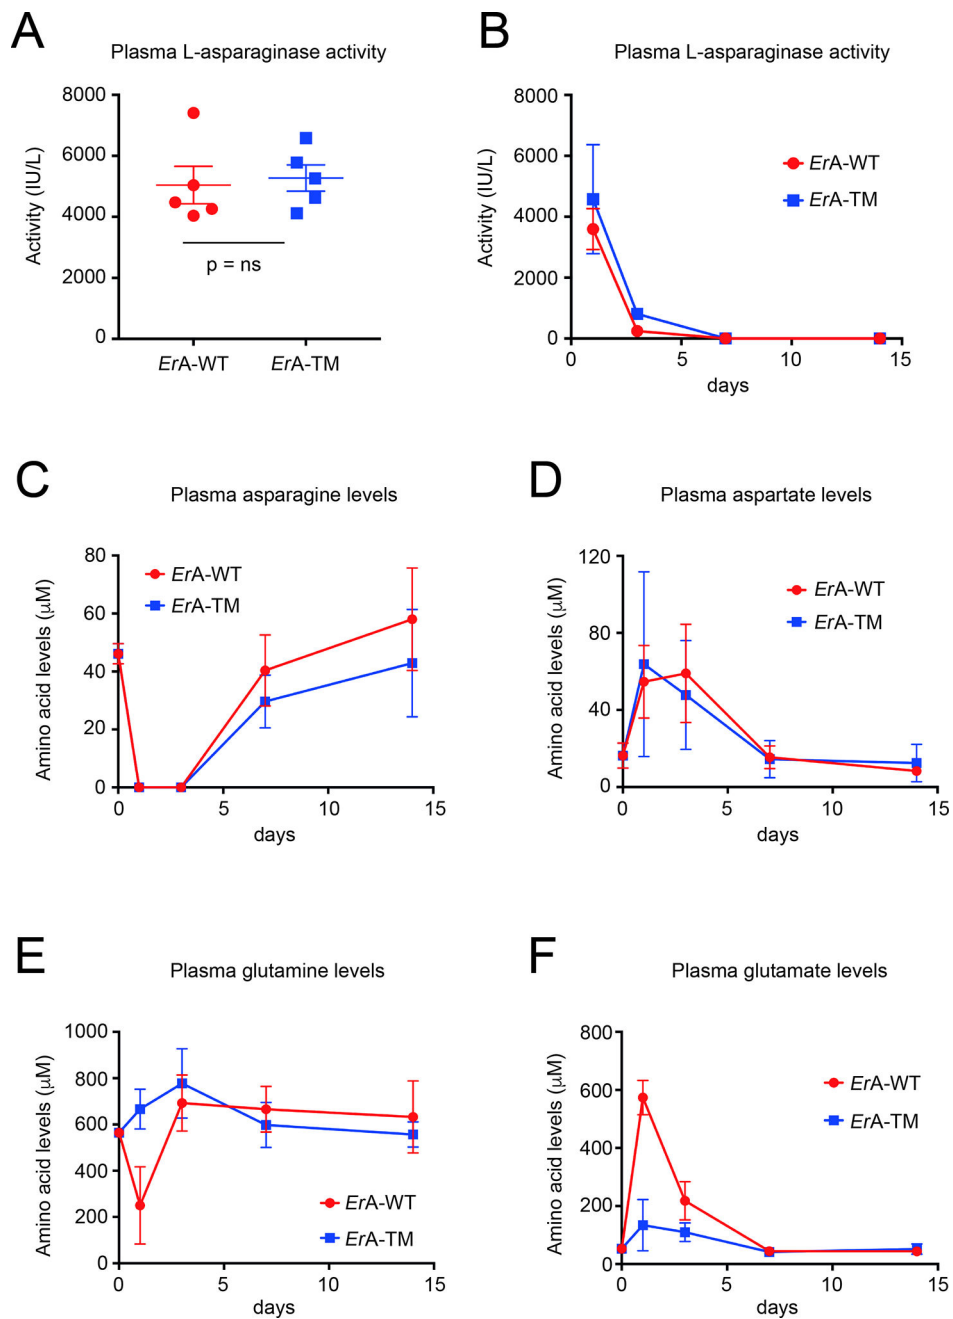 A
Plasma L-asparaginase activity
8000
6000
4000
2000
0
Activity (IU/L)
p = ns
ErA-WT
ErA-TM
B
Plasma L-asparaginase activity
8000
6000
4000
2000
0
Activity (IU/L)
ErA-WT
ErA-TM
0 5 10 15
days
C
Plasma asparagine levels
80
60
40
20
0
Amino acid levels (μM)
ErA-WT
ErA-TM
0 5 10 15
days
D
Plasma aspartate levels
120
80
40
0
Amino acid levels (μM)
ErA-WT
ErA-TM
0 5 10 15
days
E
Plasma glutamine levels
1000
800
600
400
200
0
Amino acid levels (μM)
ErA-WT
ErA-TM
0 5 10 15
days
F
Plasma glutamate levels
800
600
400
200
0
Amino acid levels (μM)
ErA-WT
ErA-TM
0 5 10 15
days